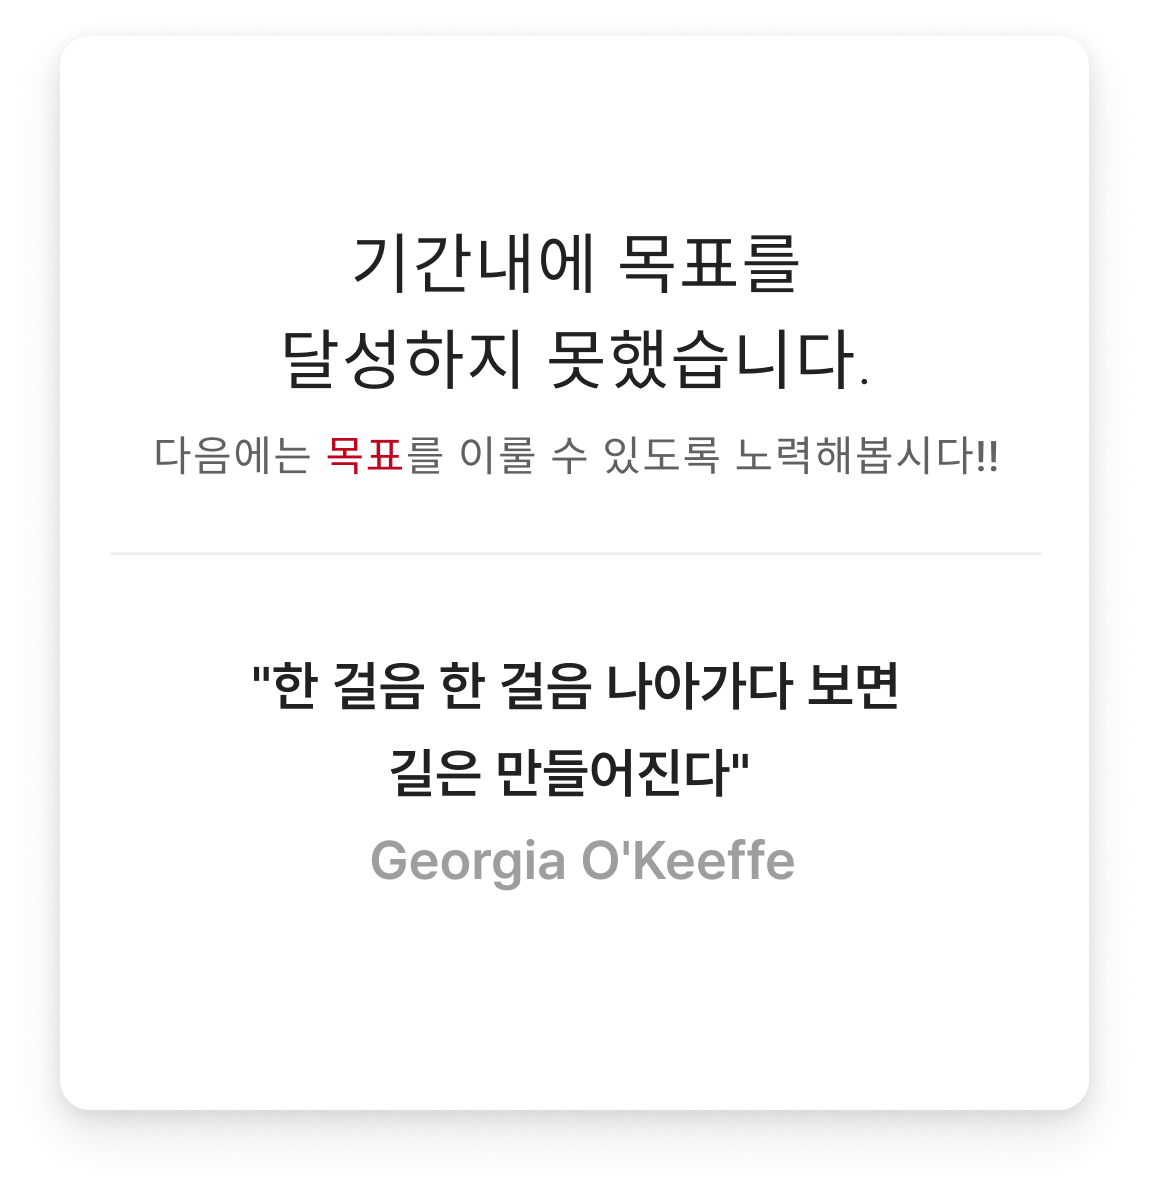 기간내에 목표를
달성하지 못했습니다.
다음에는 목표를 이룰 수 있도록 노력해봅시다!!
"한 걸음 한 걸음 나아가다 보면
길은 만들어진다"
Georgia O'Keeffe